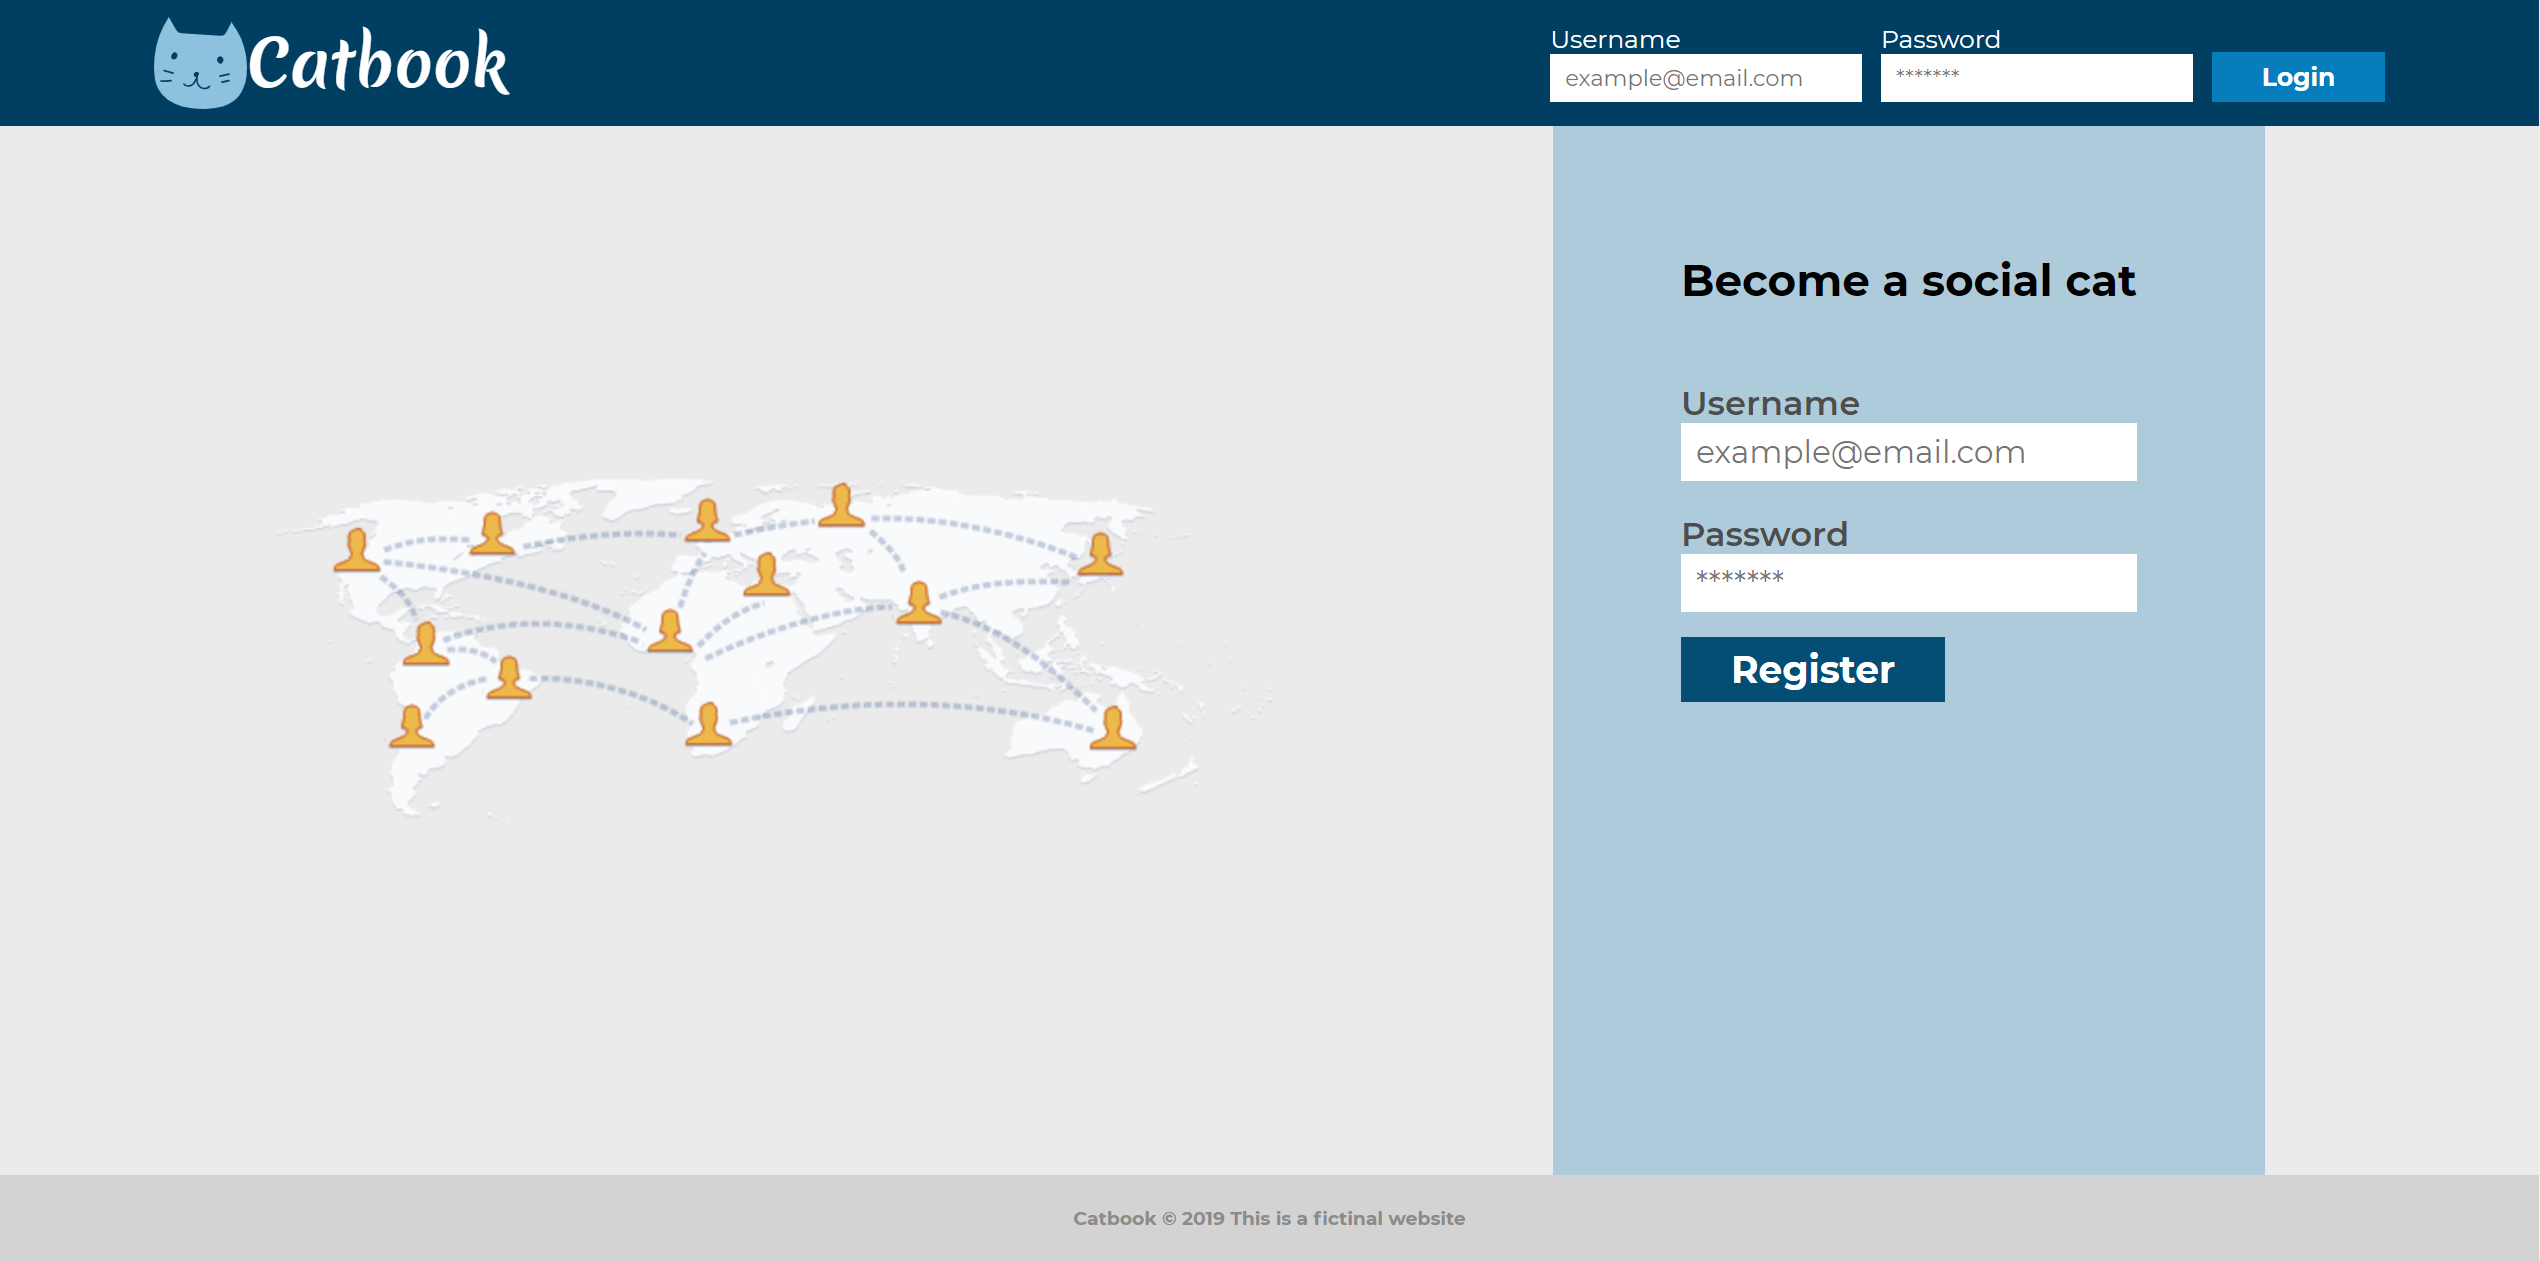 Catbook
Username
Password
example@email.com
*******
Login
Become a social cat
Username
example@email.com
Password
*******
Register
Catbook © 2019 This is a fictinal website